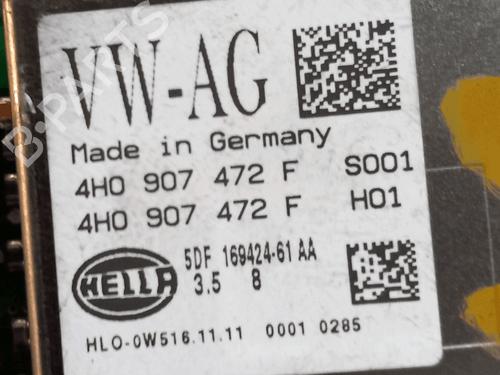 VW-AG
Made in Germany
4H0 907 472 F S001
4H0 907 472 F H01
HELLA
5DF 169424-61 AA
3.5 8
HLO-0W516.11.11 0001 0285
B-PARTS